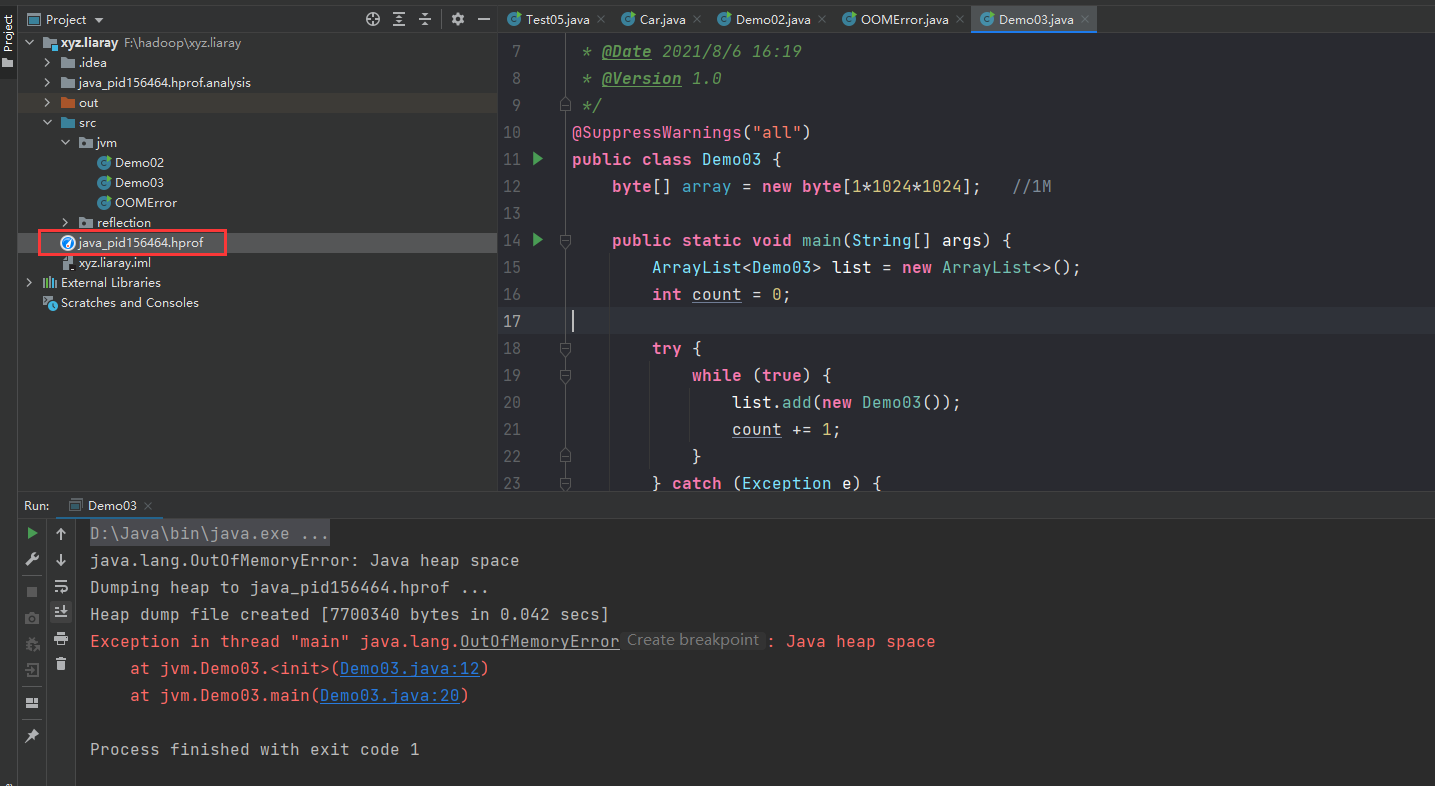 Project
Project
xyz.liaray F:\hadoop\xyz.liaray
.idea
java_pid156464.hprof.analysis
out
src
jvm
Demo02
Demo03
OOMError
reflection
java_pid156464.hprof
xyz.liaray.iml
External Libraries
Scratches and Consoles
Test05.java
Car.java
Demo02.java
OOMError.java
Demo03.java
7 * @Date 2021/8/6 16:19
8 * @Version 1.0
9 */
10 @SuppressWarnings("all")
11 public class Demo03 {
12 byte[] array = new byte[1*1024*1024]; //1M
13
14 public static void main(String[] args) {
15 ArrayList<Demo03> list = new ArrayList<>();
16 int count = 0;
17
18 try {
19 while (true) {
20 list.add(new Demo03());
21 count += 1;
22 }
23 } catch (Exception e) {
Run: Demo03
D:\Java\bin\java.exe ...
java.lang.OutOfMemoryError: Java heap space
Dumping heap to java_pid156464.hprof ...
Heap dump file created [7700340 bytes in 0.042 secs]
Exception in thread "main" java.lang.OutOfMemoryError Create breakpoint : Java heap space
at jvm.Demo03.<init>(Demo03.java:12)
at jvm.Demo03.main(Demo03.java:20)
Process finished with exit code 1